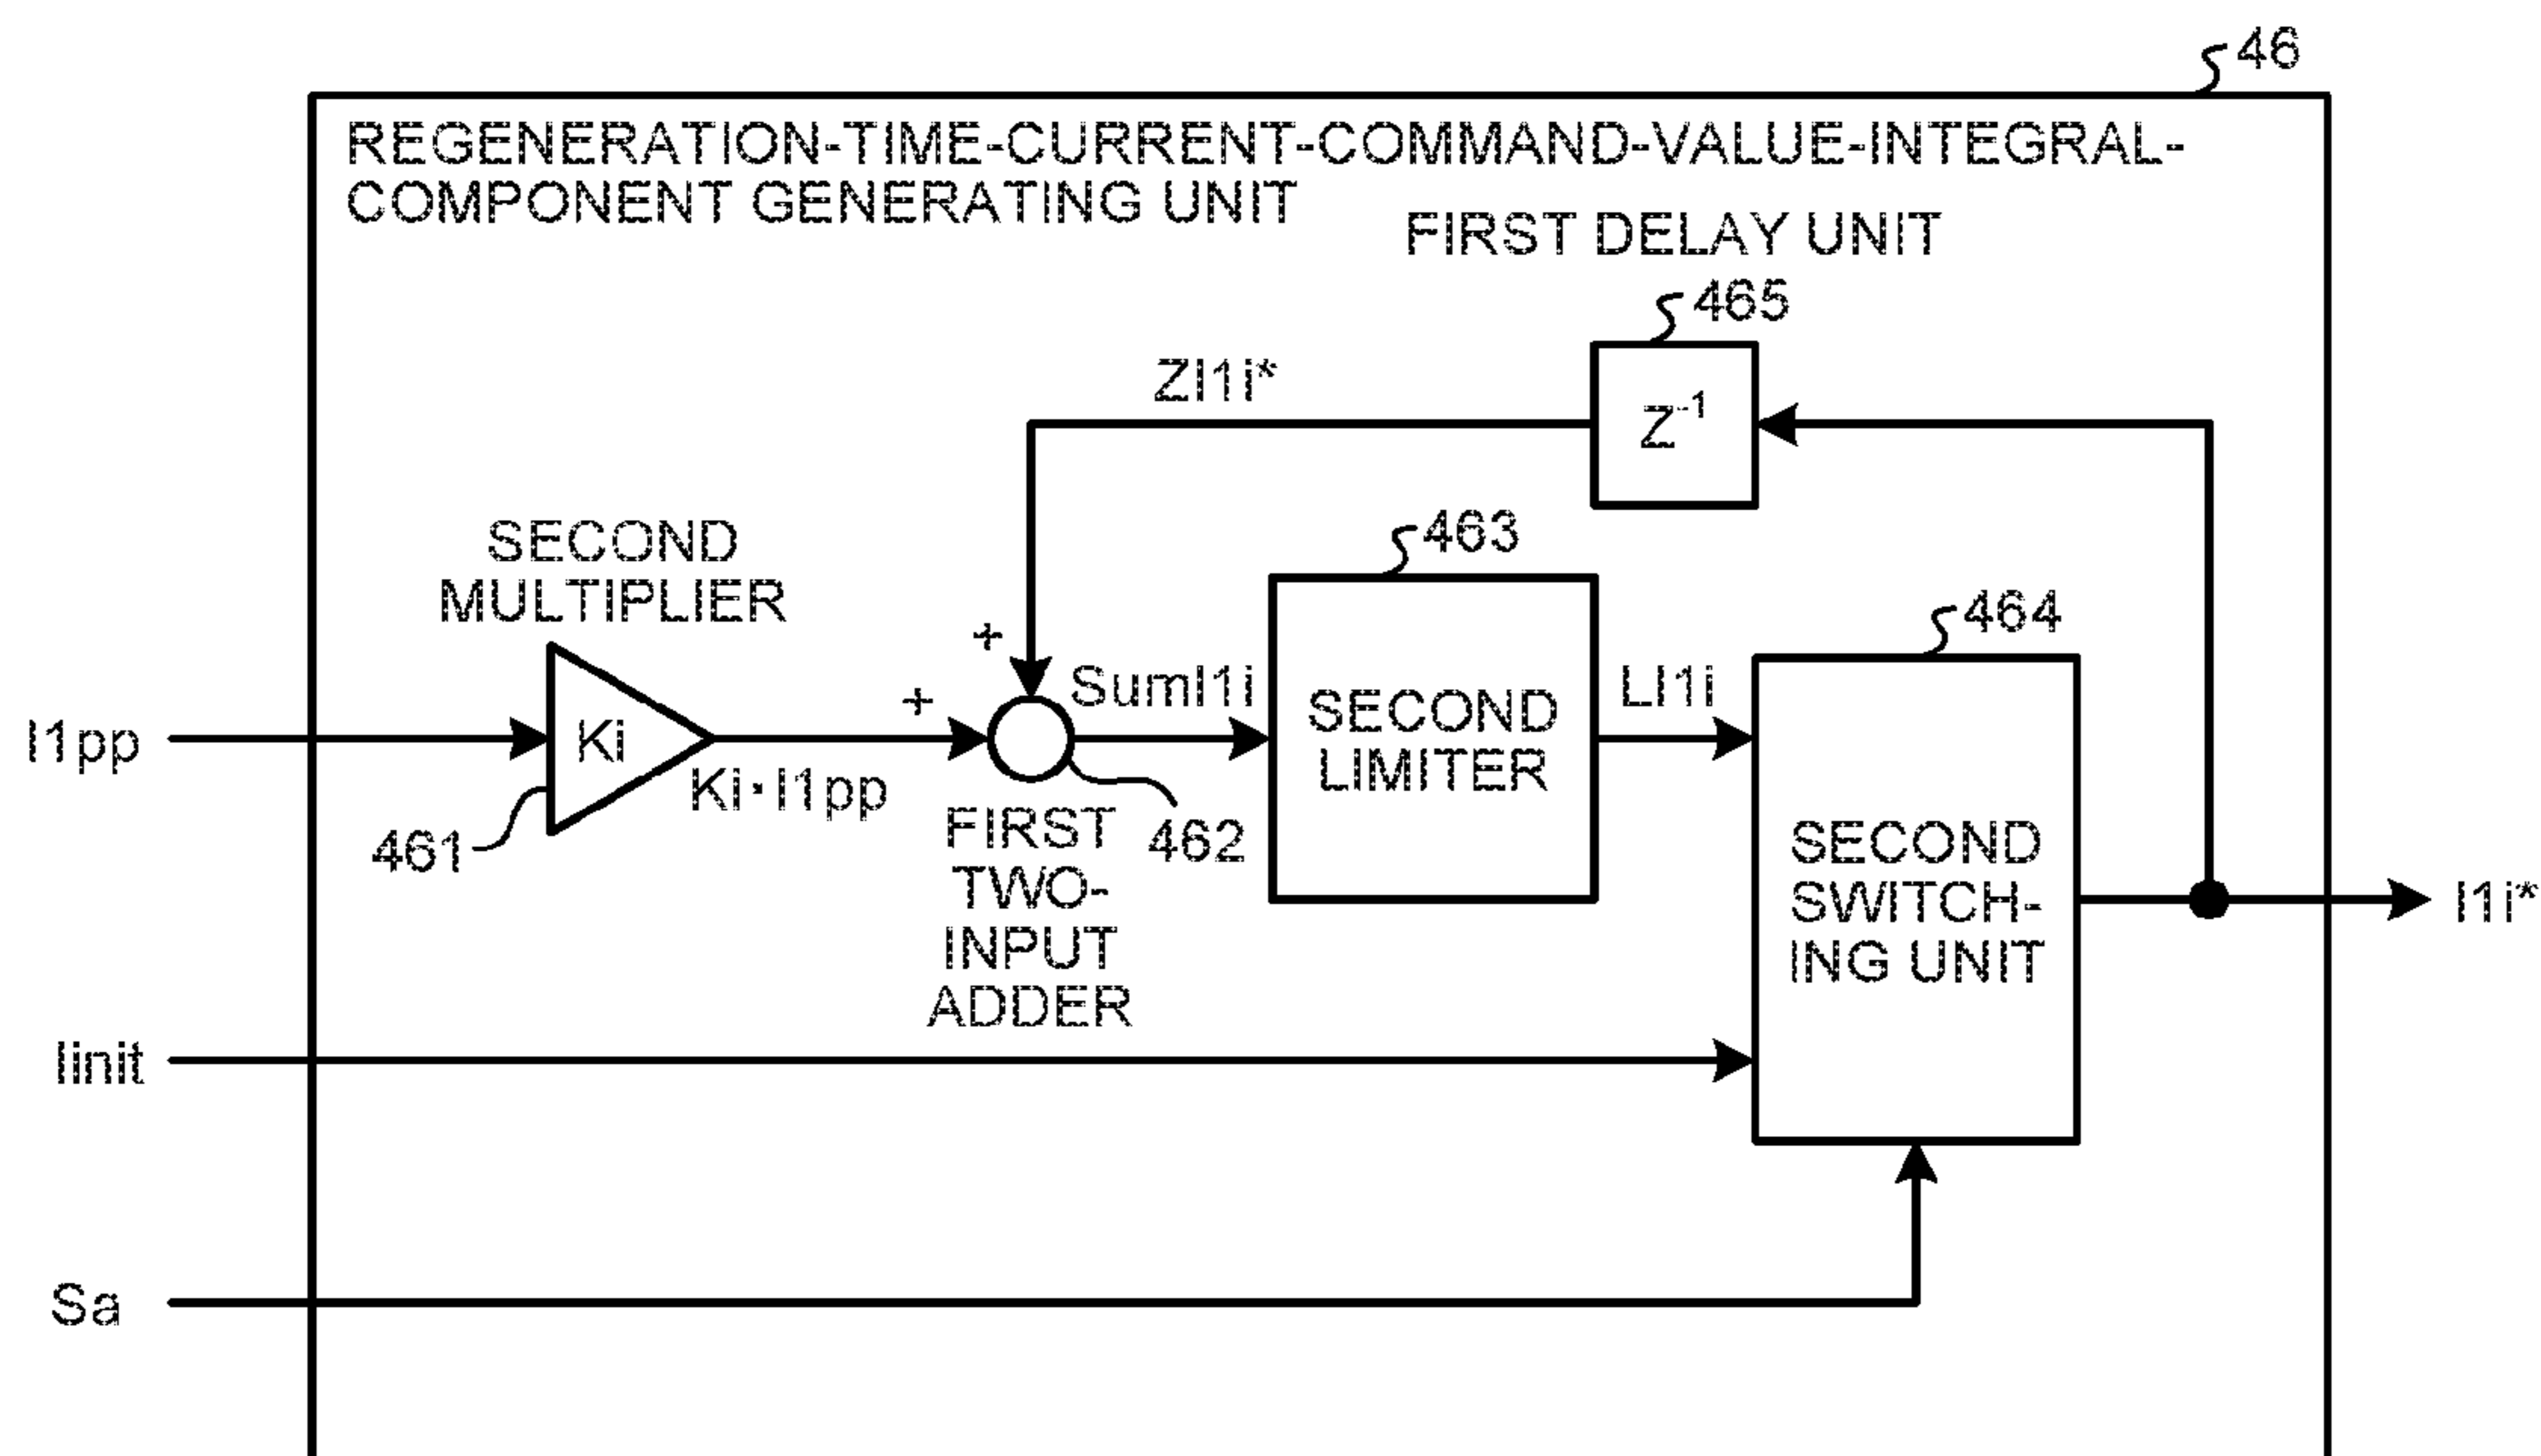 46
REGENERATION-TIME-CURRENT-COMMAND-VALUE-INTEGRAL-
COMPONENT GENERATING UNIT
FIRST DELAY UNIT
465
ZI1i*
Z⁻¹
SECOND
MULTIPLIER
463
464
+
+
SumI1i
LI1i
I1pp
Ki
SECOND
LIMITER
Ki·I1pp
461
FIRST
TWO-
INPUT
ADDER
462
SECOND
SWITCH-
ING UNIT
I1i*
Iinit
Sa